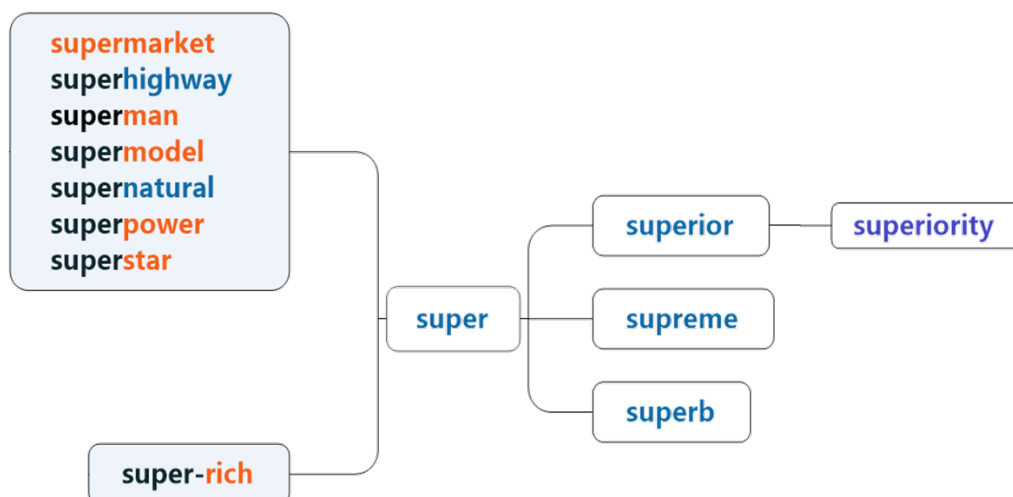 supermarket
superhighway
superman
supermodel
supernatural
superpower
superstar
super-rich
super
superior
superiority
supreme
superb